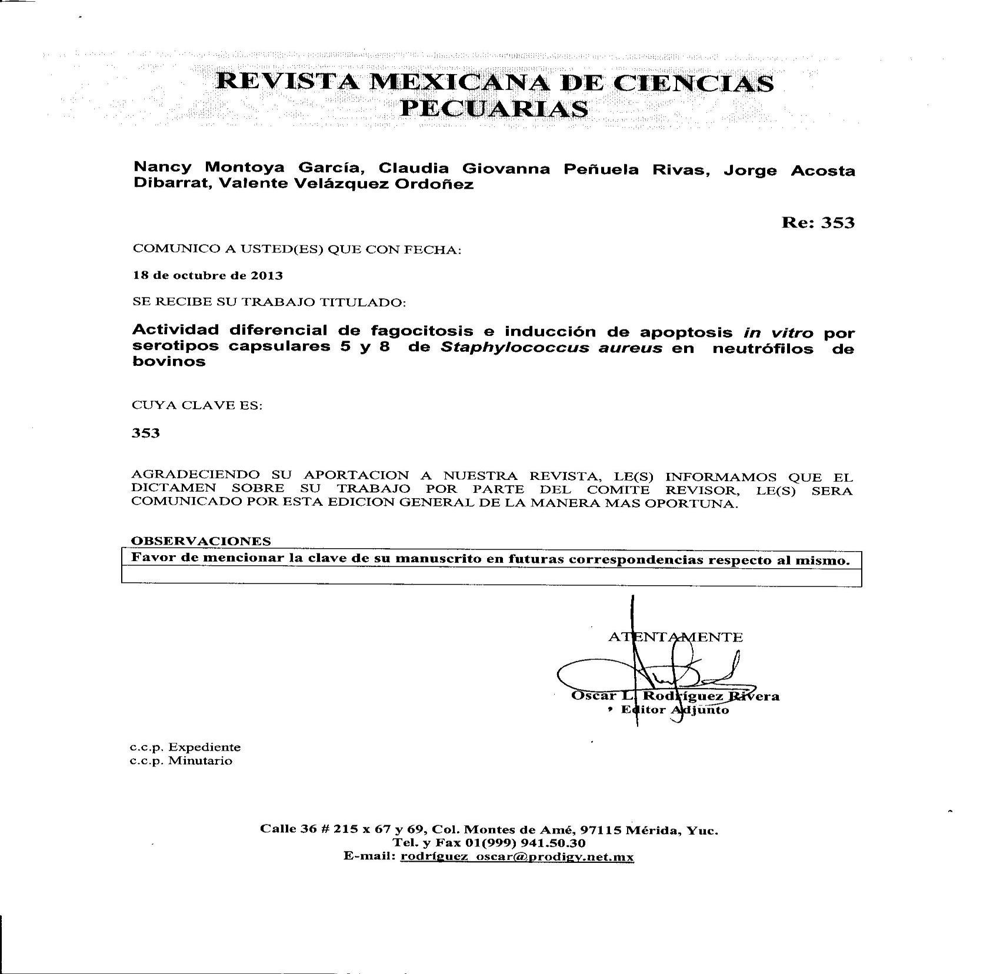 REVISTA MEXICANA DE CIENCIAS
PECUARIAS
Nancy Montoya García, Claudia Giovanna Peñuela Rivas, Jorge Acosta
Dibarrat, Valente Velázquez Ordoñez
Re: 353
COMUNICO A USTED(ES) QUE CON FECHA:
18 de octubre de 2013
SE RECIBE SU TRABAJO TITULADO:
Actividad diferencial de fagocitosis e inducción de apoptosis in vitro por
serotipos capsulares 5 y 8 de Staphylococcus aureus en neutrófilos de
bovinos
CUYA CLAVE ES:
353
AGRADECIENDO SU APORTACION A NUESTRA REVISTA, LE(S) INFORMAMOS QUE EL
DICTAMEN SOBRE SU TRABAJO POR PARTE DEL COMITE REVISOR, LE(S) SERA
COMUNICADO POR ESTA EDICION GENERAL DE LA MANERA MAS OPORTUNA.
OBSERVACIONES
Favor de mencionar la clave de su manuscrito en futuras correspondencias respecto al mismo.
ATENTAMENTE
Oscar L. Rodríguez Rivera
Editor Adjunto
c.c.p. Expediente
c.c.p. Minutario
Calle 36 # 215 x 67 y 69, Col. Montes de Amé, 97115 Mérida, Yuc.
Tel. y Fax 01(999) 941.50.30
E-mail: rodríguez_oscar@prodigy.net.mx